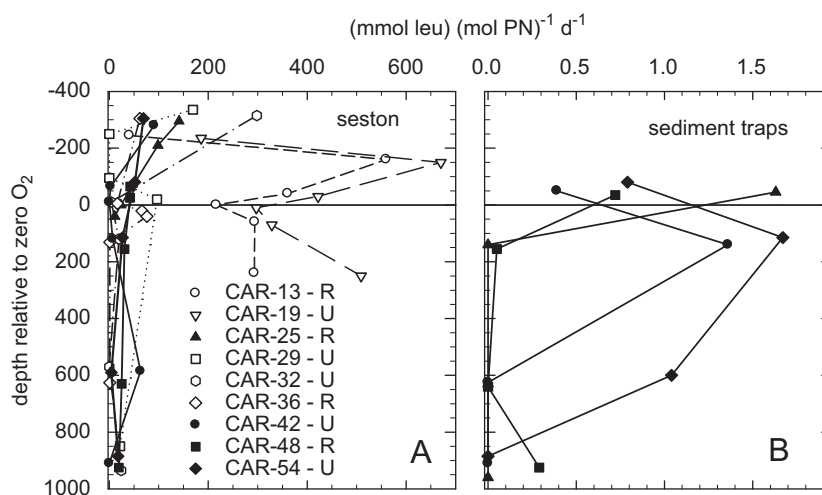 (mmol leu) (mol PN)⁻¹ d⁻¹
0 200 400 600 0.0 0.5 1.0 1.5
-400
-200
0
200
400
600
800
1000
depth relative to zero O₂
seston
sediment traps
CAR-13 - R
CAR-19 - U
CAR-25 - R
CAR-29 - U
CAR-32 - U
CAR-36 - R
CAR-42 - U
CAR-48 - R
CAR-54 - U
A
B